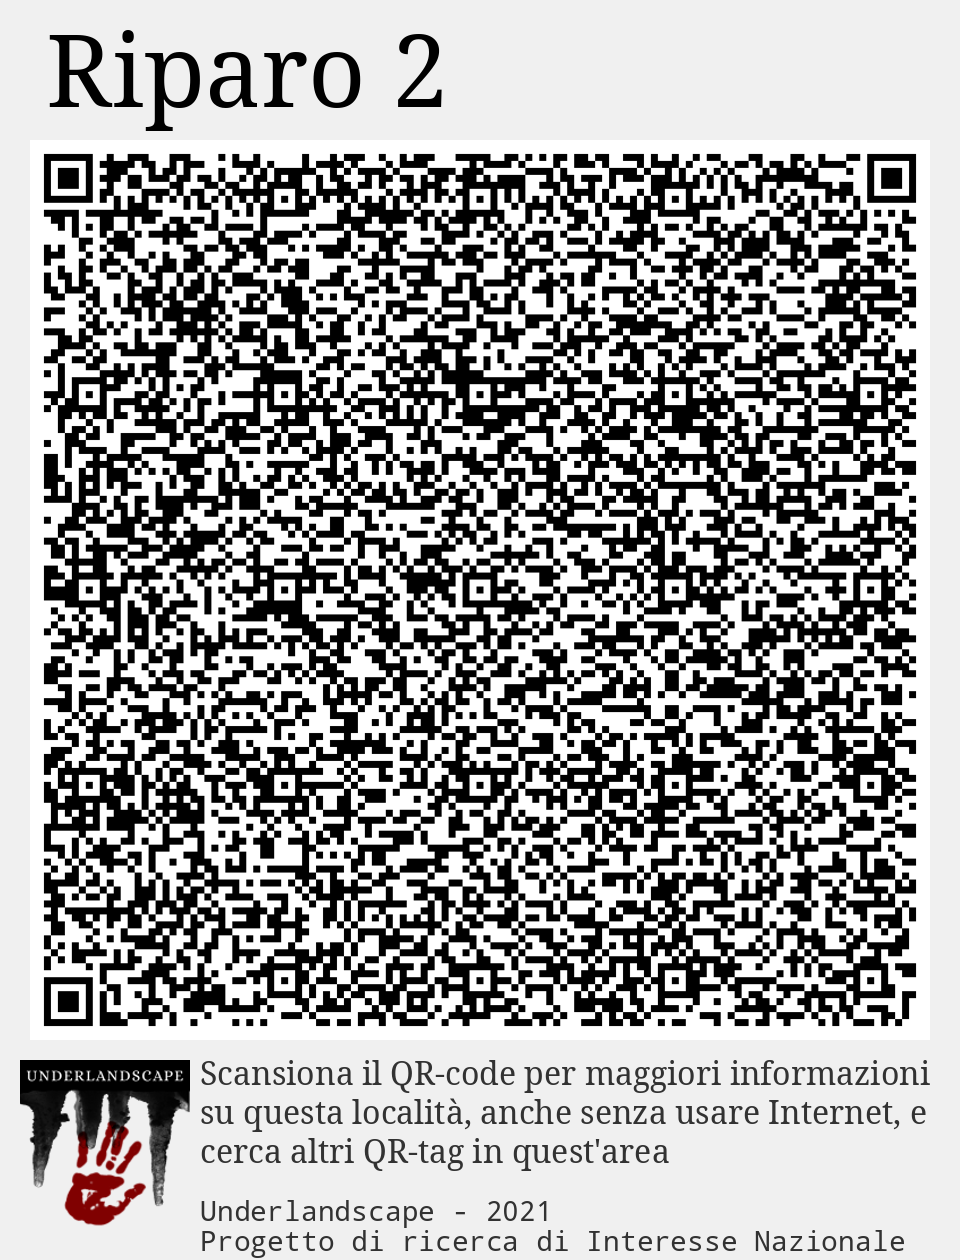 Riparo 2
UNDERLANDSCAPE
Scansiona il QR-code per maggiori informazioni
su questa località, anche senza usare Internet, e
cerca altri QR-tag in quest'area
Underlandscape - 2021
Progetto di ricerca di Interesse Nazionale